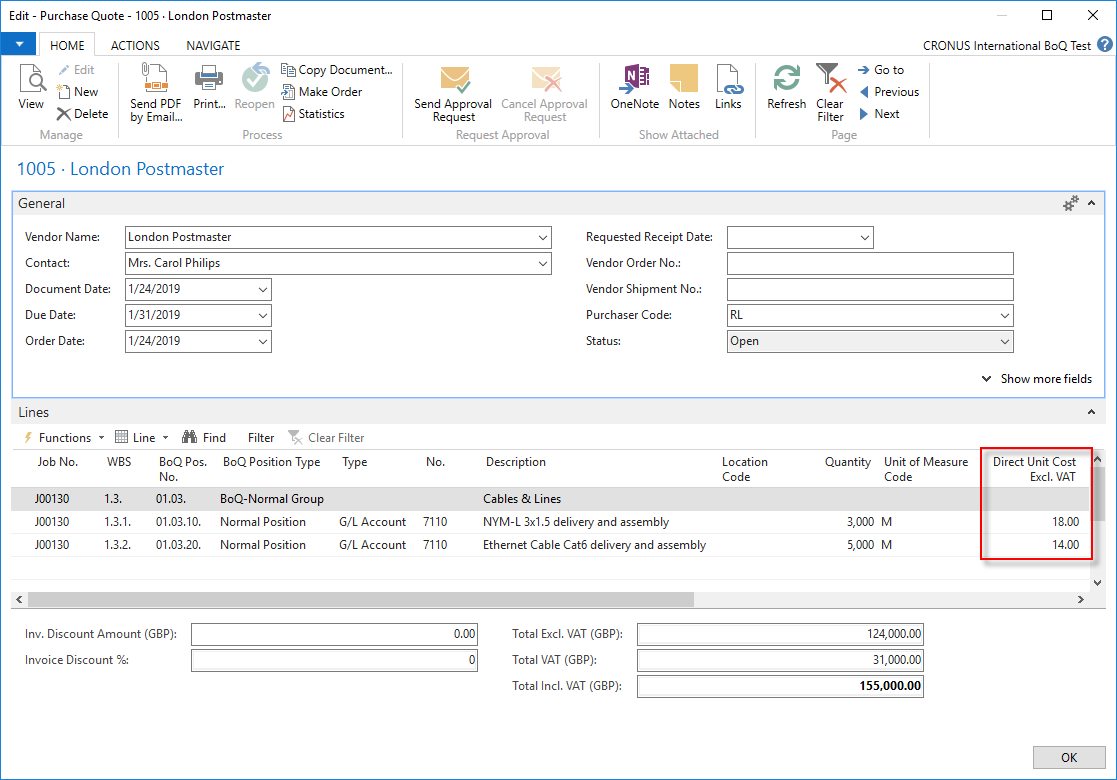 Edit - Purchase Quote - 1005 · London Postmaster
HOME ACTIONS NAVIGATE CRONUS International BoQ Test ?
View Edit New Delete
Send PDF by Email... Print... Reopen Copy Document... Make Order Statistics
Send Approval Request Cancel Approval Request
OneNote Notes Links
Refresh Clear Filter Go to Previous Next
Manage Process Request Approval Show Attached Page
1005 · London Postmaster
General
Vendor Name: London Postmaster Requested Receipt Date:
Contact: Mrs. Carol Philips Vendor Order No.:
Document Date: 1/24/2019 Vendor Shipment No.:
Due Date: 1/31/2019 Purchaser Code: RL
Order Date: 1/24/2019 Status: Open
Show more fields
Lines
Functions Line Find Filter Clear Filter
Job No. WBS BoQ Pos. No. BoQ Position Type Type No. Description Location Code Quantity Unit of Measure Code Direct Unit Cost Excl. VAT
J00130 1.3. 01.03. BoQ-Normal Group Cables & Lines
J00130 1.3.1. 01.03.10. Normal Position G/L Account 7110 NYM-L 3x1.5 delivery and assembly 3,000 M 18.00
J00130 1.3.2. 01.03.20. Normal Position G/L Account 7110 Ethernet Cable Cat6 delivery and assembly 5,000 M 14.00
Inv. Discount Amount (GBP): 0.00 Total Excl. VAT (GBP): 124,000.00
Invoice Discount %: 0 Total VAT (GBP): 31,000.00
Total Incl. VAT (GBP): 155,000.00
OK